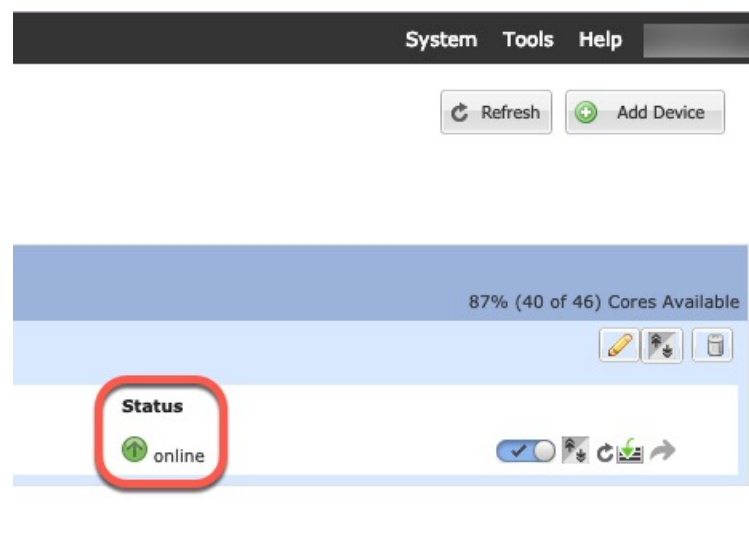 System Tools Help
Refresh Add Device
87% (40 of 46) Cores Available
Status
online